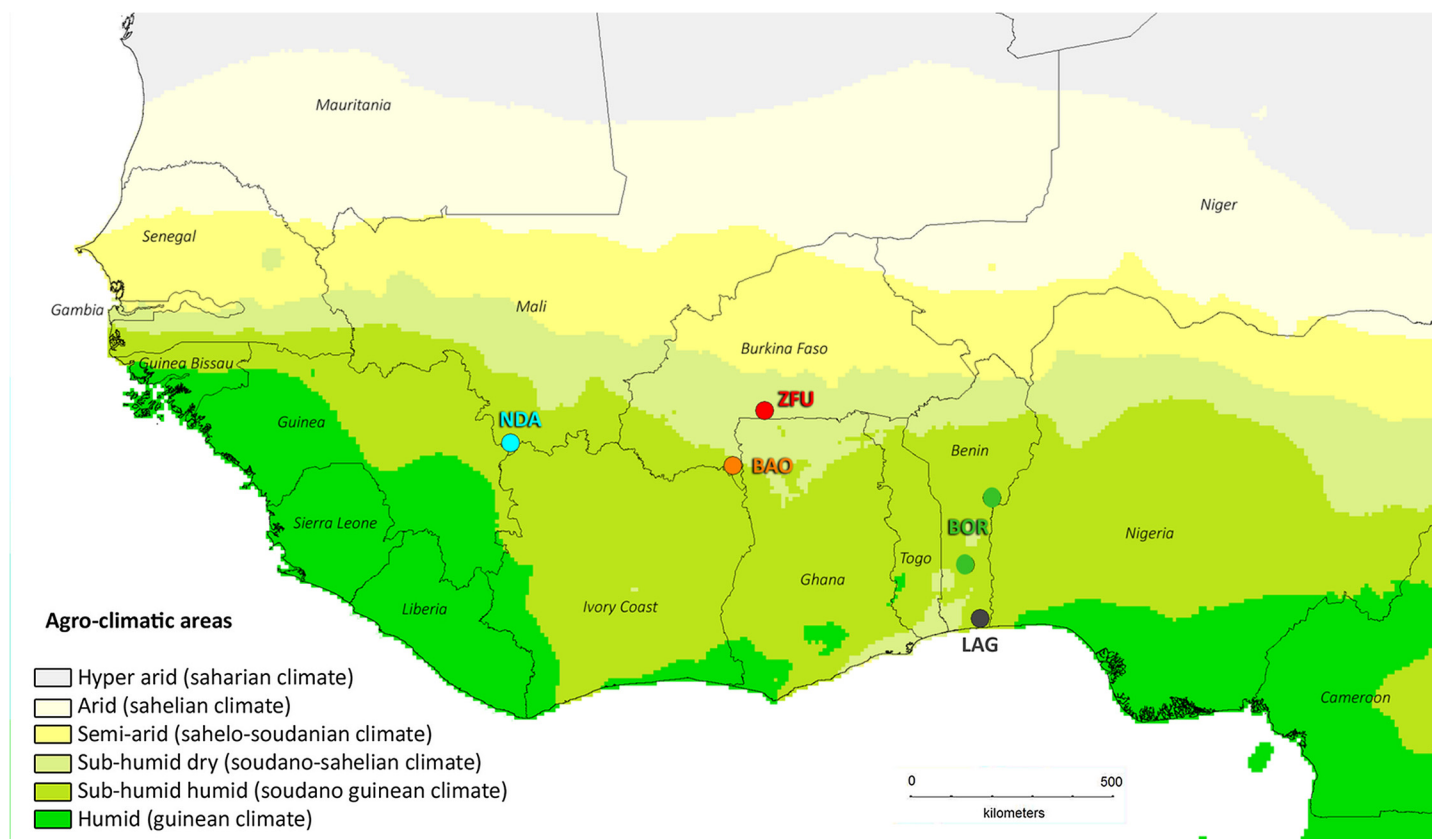 Mauritania
Niger
Senegal
Gambia
Mali
Burkina Faso
Guinea Bissau
ZFU
NDA
Guinea
Benin
BAO
BOR
Sierra Leone
Nigeria
Togo
Ghana
Liberia
Ivory Coast
LAG
Cameroon
Agro-climatic areas
Hyper arid (saharian climate)
Arid (sahelian climate)
Semi-arid (sahelo-soudanian climate)
Sub-humid dry (soudano-sahelian climate)
Sub-humid humid (soudano guinean climate)
Humid (guinean climate)
0 500
kilometers